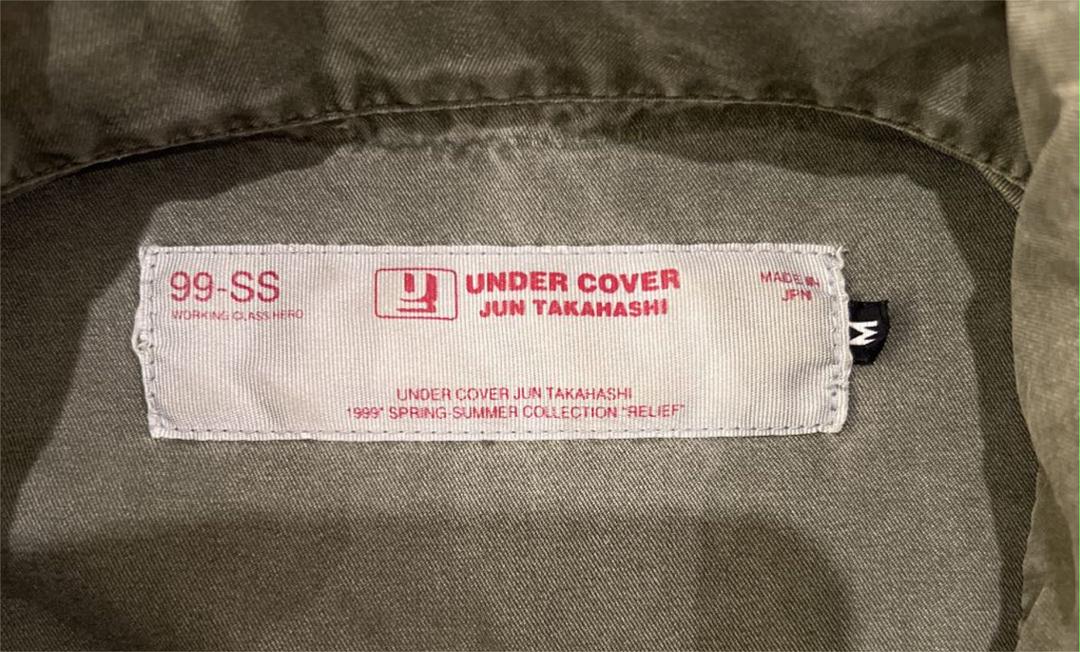 99-SS
WORKING CLASS HERO
UNDER COVER
JUN TAKAHASHI
MADE IN
JPN
M
UNDER COVER JUN TAKAHASHI
1999" SPRING-SUMMER COLLECTION "RELIEF"